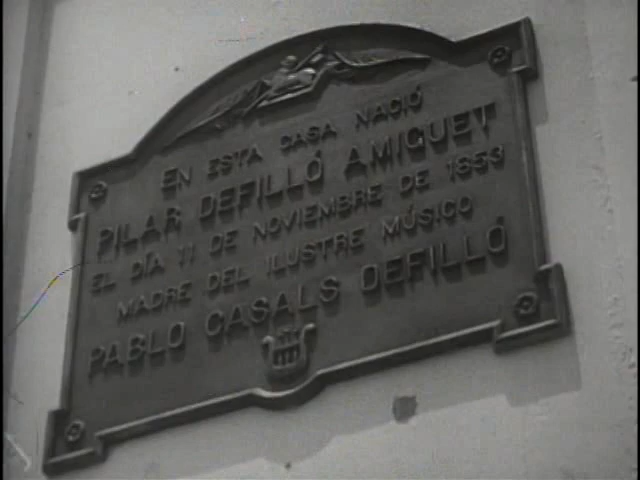 EN ESTA CASA NACIÓ
PILAR DEFILLÓ AMIGUET
EL DÍA 11 DE NOVIEMBRE DE 1853
MADRE DEL ILUSTRE MÚSICO
PABLO CASALS DEFILLÓ